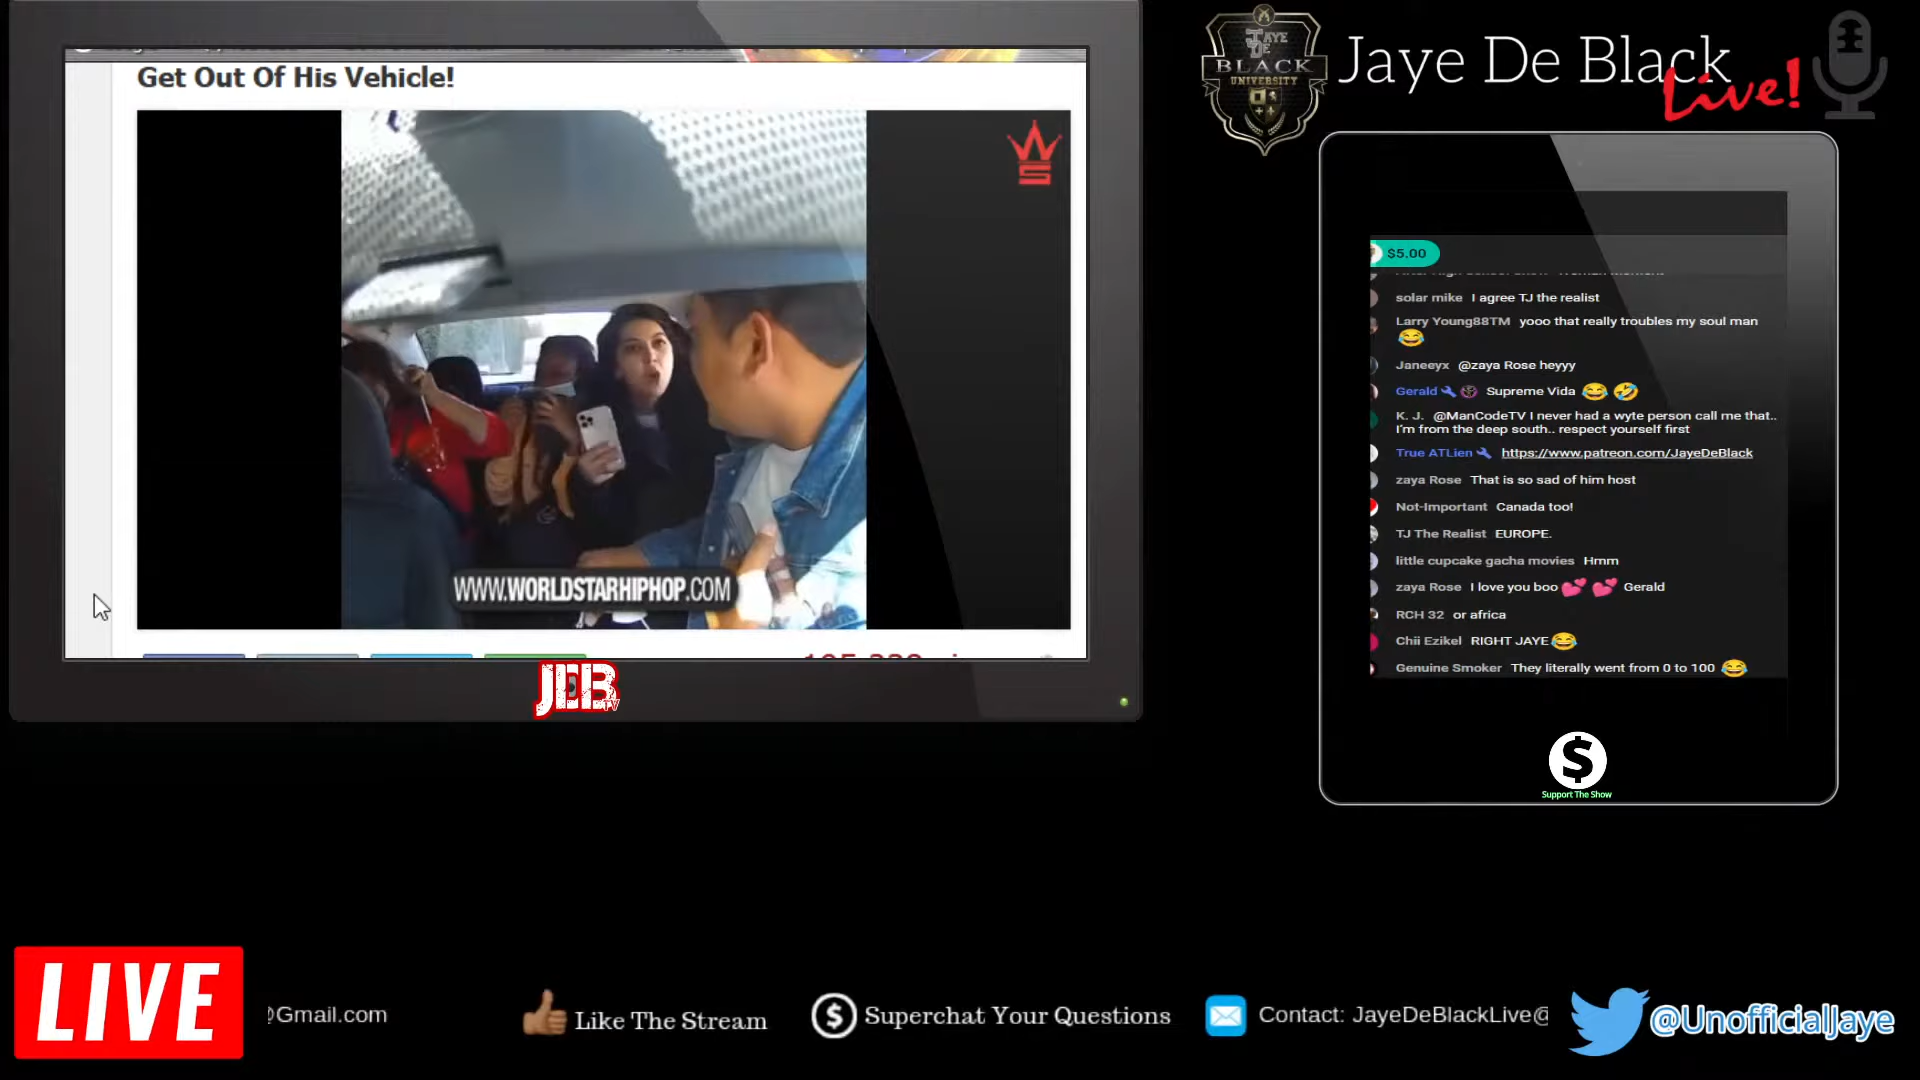 Get Out Of His Vehicle!
WWW.WORLDSTARHIPHOP.COM
JDB
TV
JAYE
DE
BLACK
UNIVERSITY
Jaye De Black
Live!
$5.00
solar mike I agree TJ the realist
Larry Young88TM yooo that really troubles my soul man
😂
Janeeyx @zaya Rose heyyy
Gerald Supreme Vida 😂 🤣
K. J. @ManCodeTV I never had a wyte person call me that..
I'm from the deep south.. respect yourself first
True ATLien https://www.patreon.com/JayeDeBlack
zaya Rose That is so sad of him host
Not-Important Canada too!
TJ The Realist EUROPE.
little cupcake gacha movies Hmm
zaya Rose I love you boo 💕 💕 Gerald
RCH 32 or africa
Chii Ezikel RIGHT JAYE 😂
Genuine Smoker They literally went from 0 to 100 😂
$
Support The Show
LIVE
@Gmail.com
Like The Stream
$
Superchat Your Questions
Contact: JayeDeBlackLive@
@UnofficialJaye